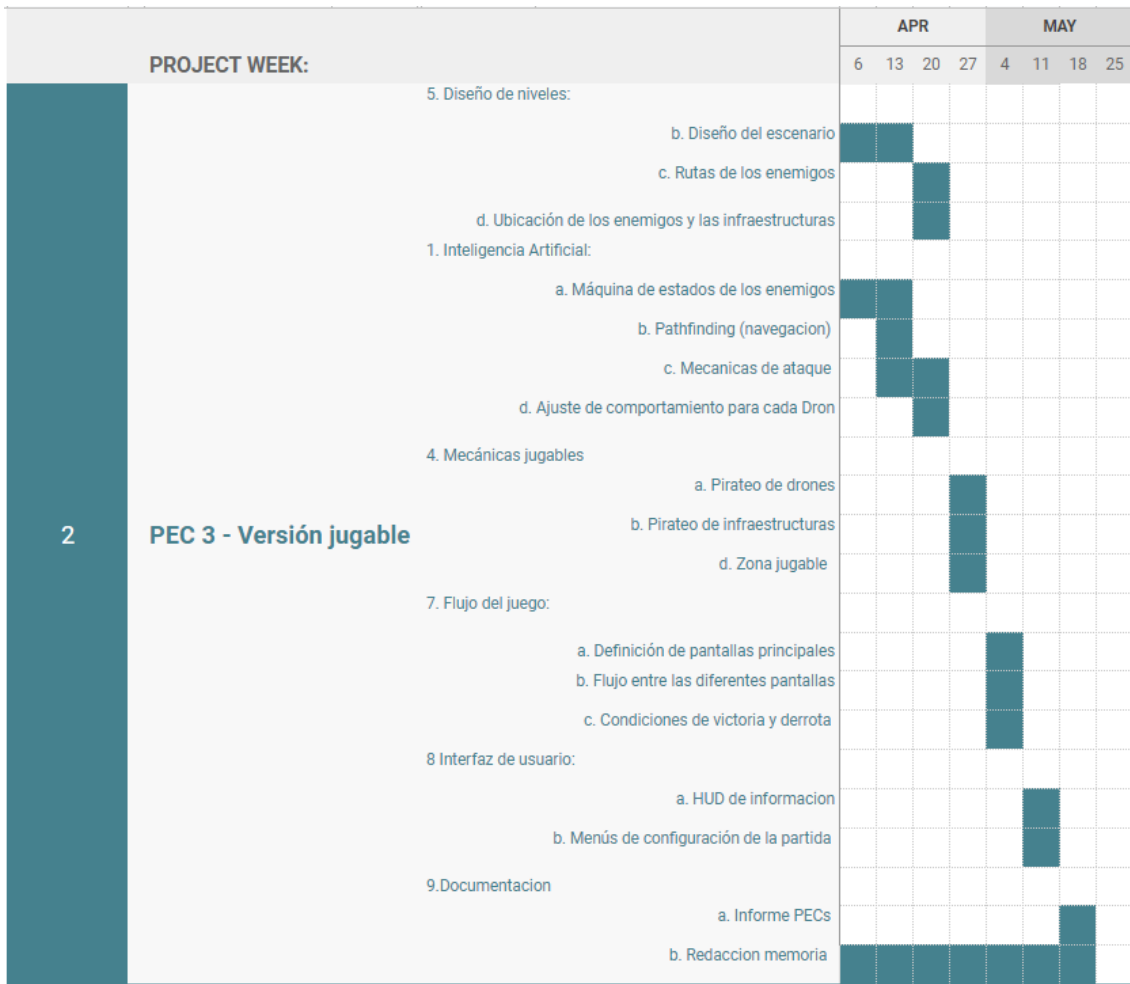 APR MAY
PROJECT WEEK: 6 13 20 27 4 11 18 25
5. Diseño de niveles:
b. Diseño del escenario
c. Rutas de los enemigos
d. Ubicación de los enemigos y las infraestructuras
1. Inteligencia Artificial:
a. Máquina de estados de los enemigos
b. Pathfinding (navegacion)
c. Mecanicas de ataque
d. Ajuste de comportamiento para cada Dron
4. Mecánicas jugables
a. Pirateo de drones
b. Pirateo de infraestructuras
2 PEC 3 - Versión jugable
d. Zona jugable
7. Flujo del juego:
a. Definición de pantallas principales
b. Flujo entre las diferentes pantallas
c. Condiciones de victoria y derrota
8 Interfaz de usuario:
a. HUD de informacion
b. Menús de configuración de la partida
9.Documentacion
a. Informe PECs
b. Redaccion memoria